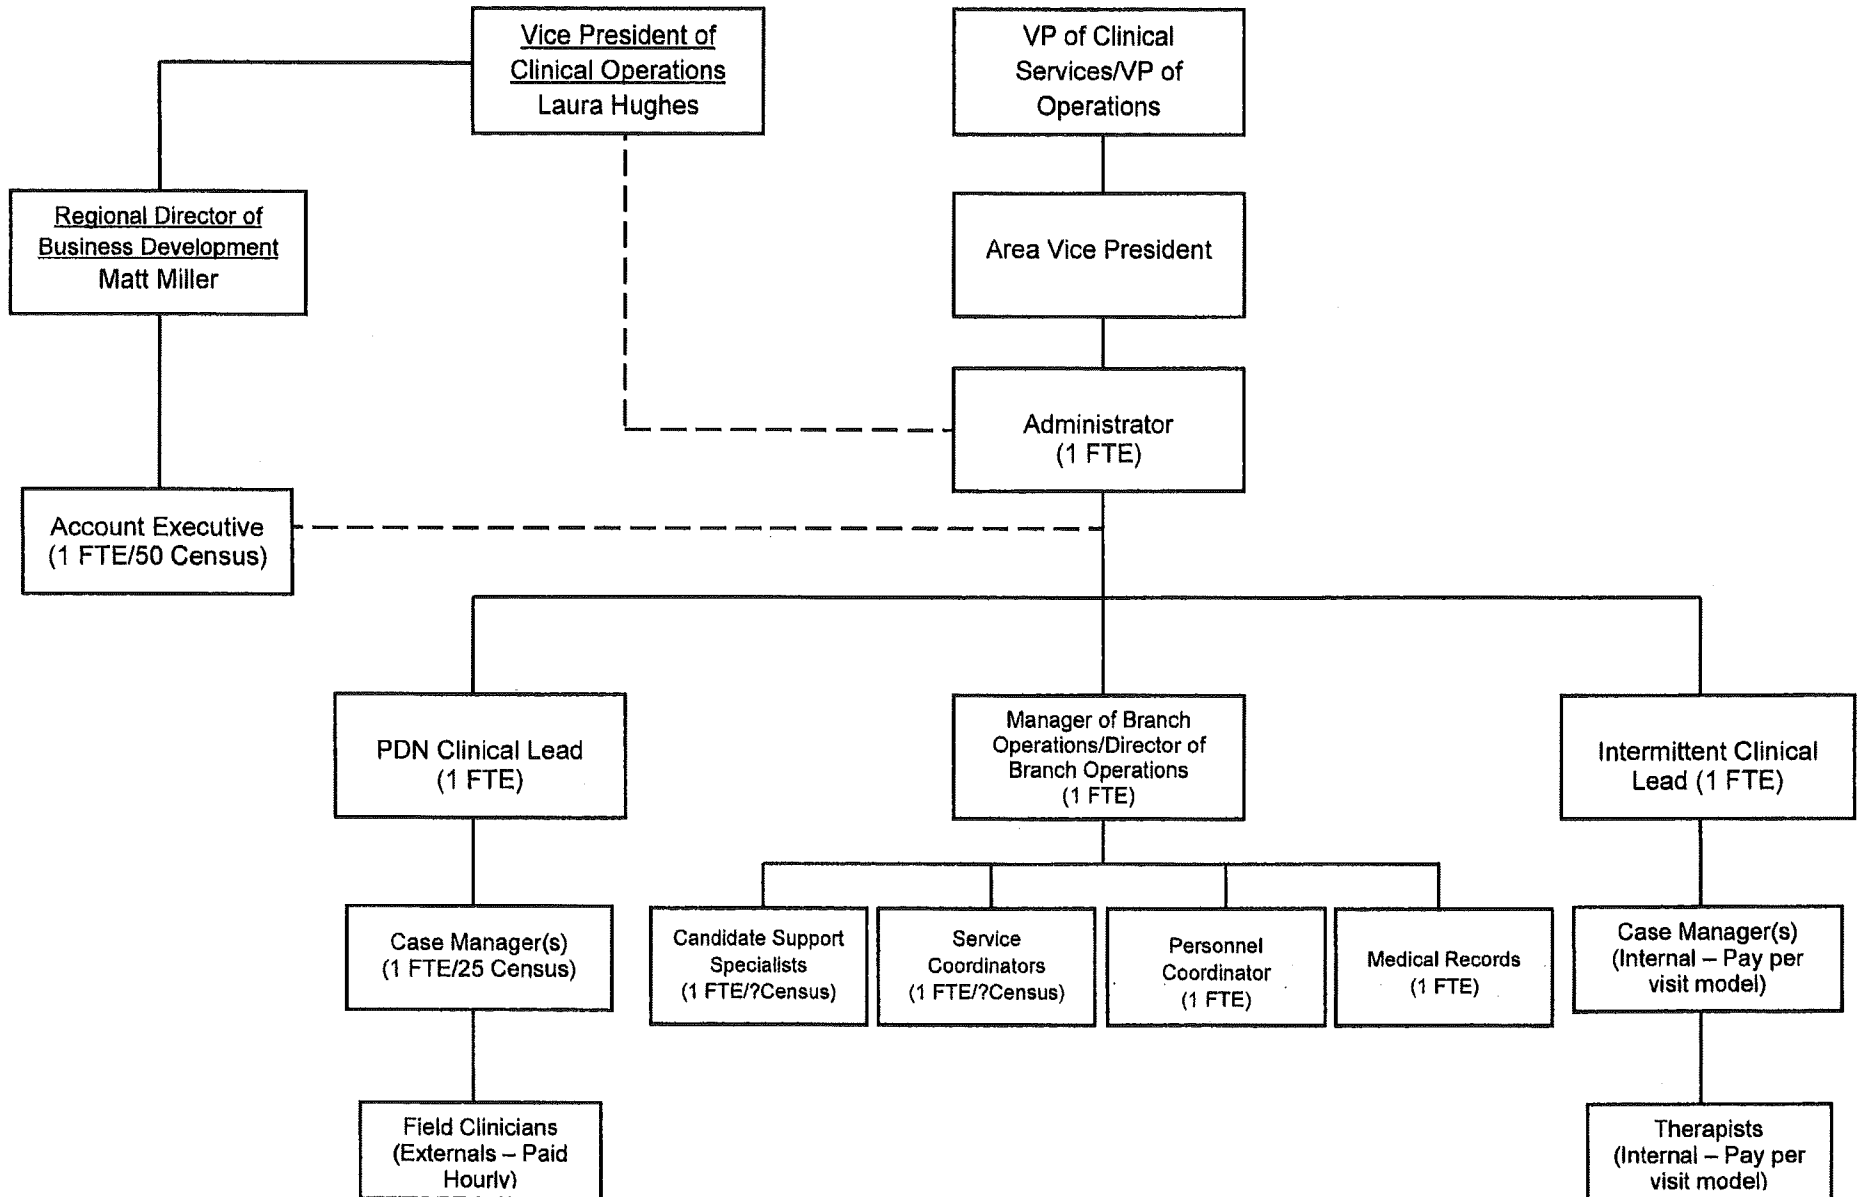 Vice President of
Clinical Operations
Laura Hughes
VP of Clinical
Services/VP of
Operations
Regional Director of
Business Development
Matt Miller
Area Vice President
Administrator
(1 FTE)
Account Executive
(1 FTE/50 Census)
PDN Clinical Lead
(1 FTE)
Manager of Branch
Operations/Director of
Branch Operations
(1 FTE)
Intermittent Clinical
Lead (1 FTE)
Case Manager(s)
(1 FTE/25 Census)
Candidate Support
Specialists
(1 FTE/?Census)
Service
Coordinators
(1 FTE/?Census)
Personnel
Coordinator
(1 FTE)
Medical Records
(1 FTE)
Case Manager(s)
(Internal – Pay per
visit model)
Field Clinicians
(Externals – Paid
Hourly)
Therapists
(Internal – Pay per
visit model)